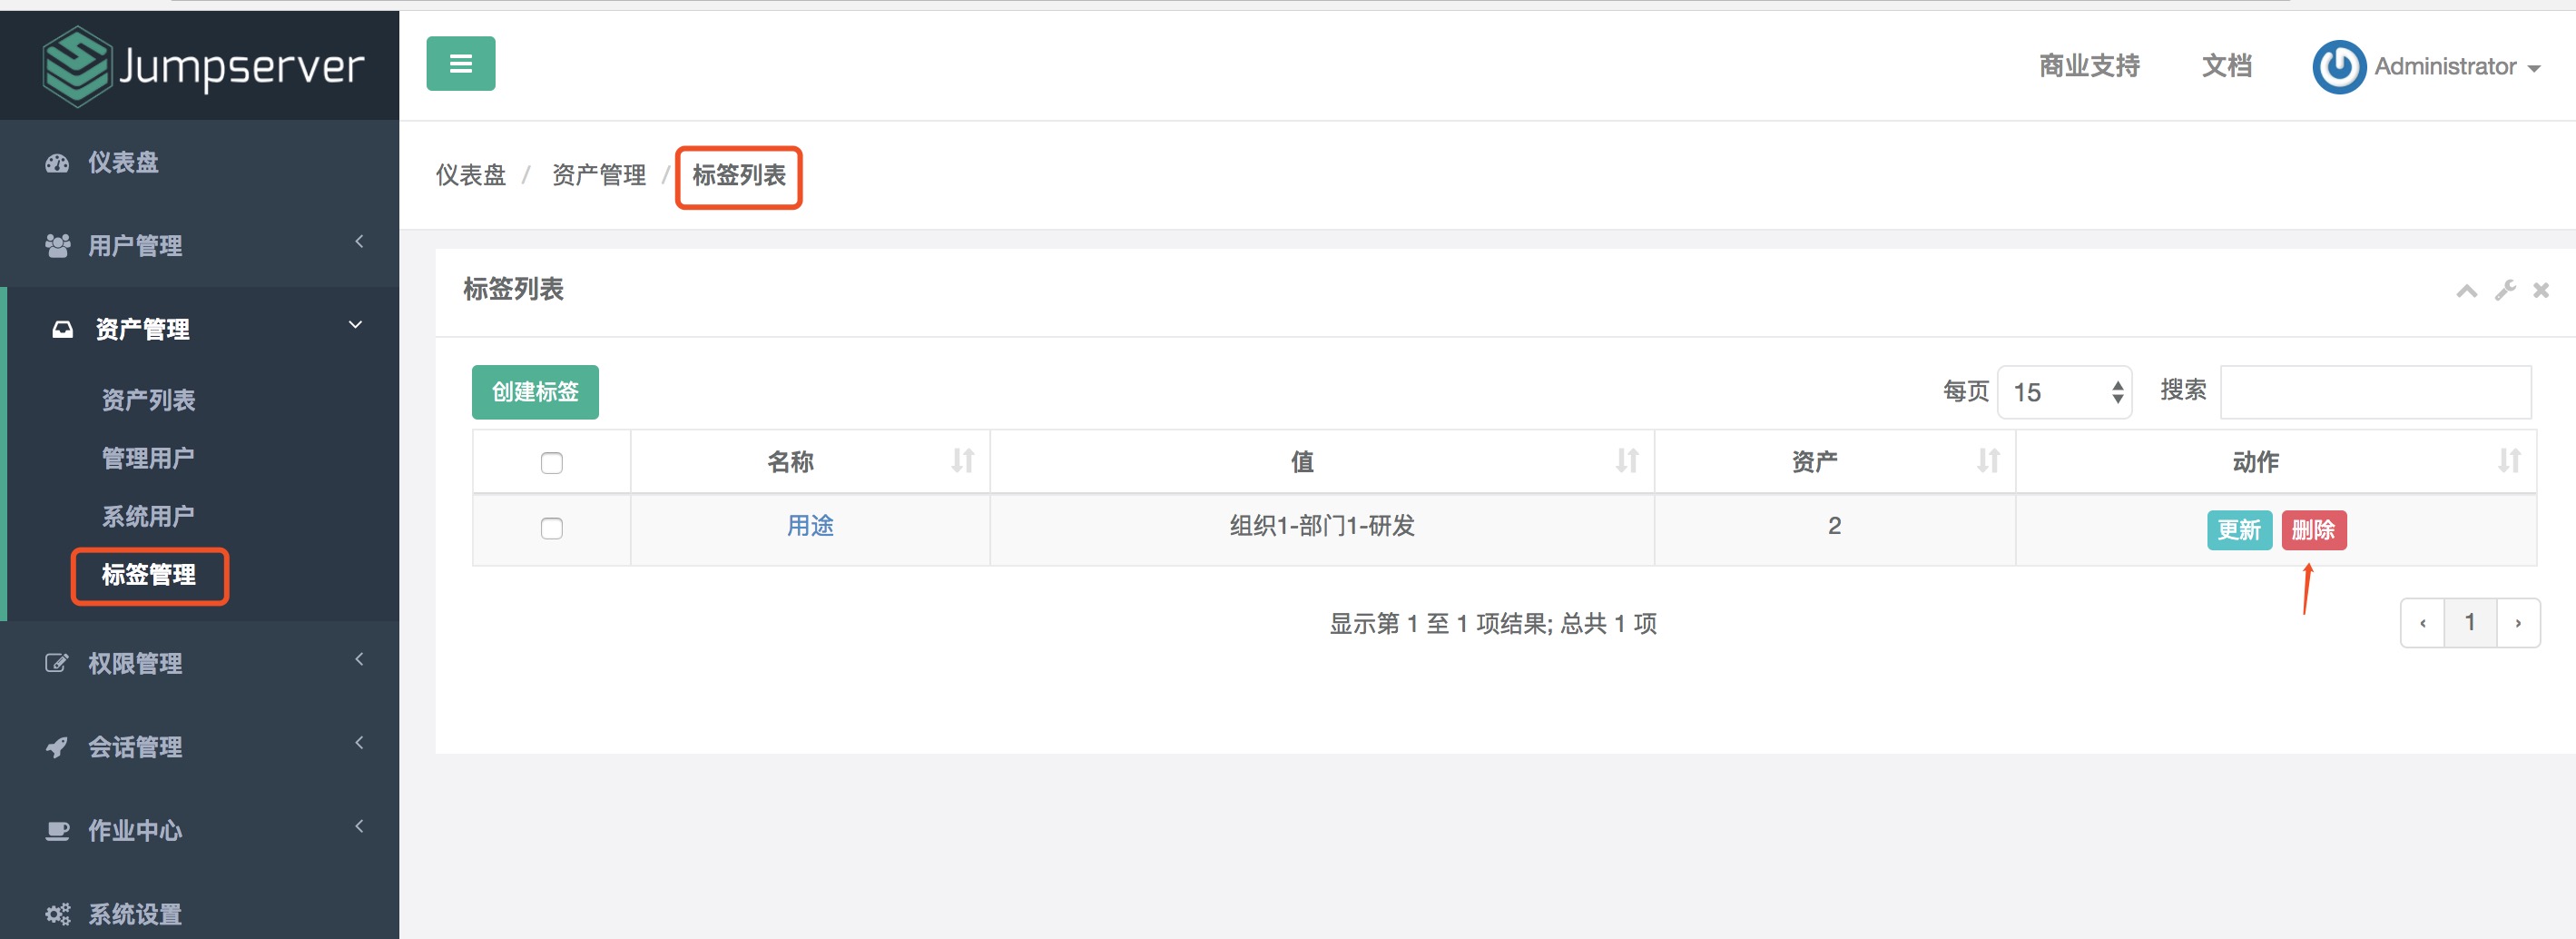 Jumpserver
商业支持 文档 Administrator
仪表盘
用户管理
资产管理
资产列表
管理用户
系统用户
标签管理
权限管理
会话管理
作业中心
系统设置
仪表盘 / 资产管理 / 标签列表
标签列表
创建标签
每页 15 搜索
名称 值 资产 动作
用途 组织1-部门1-研发 2 更新 删除
显示第 1 至 1 项结果; 总共 1 项
‹ 1 ›